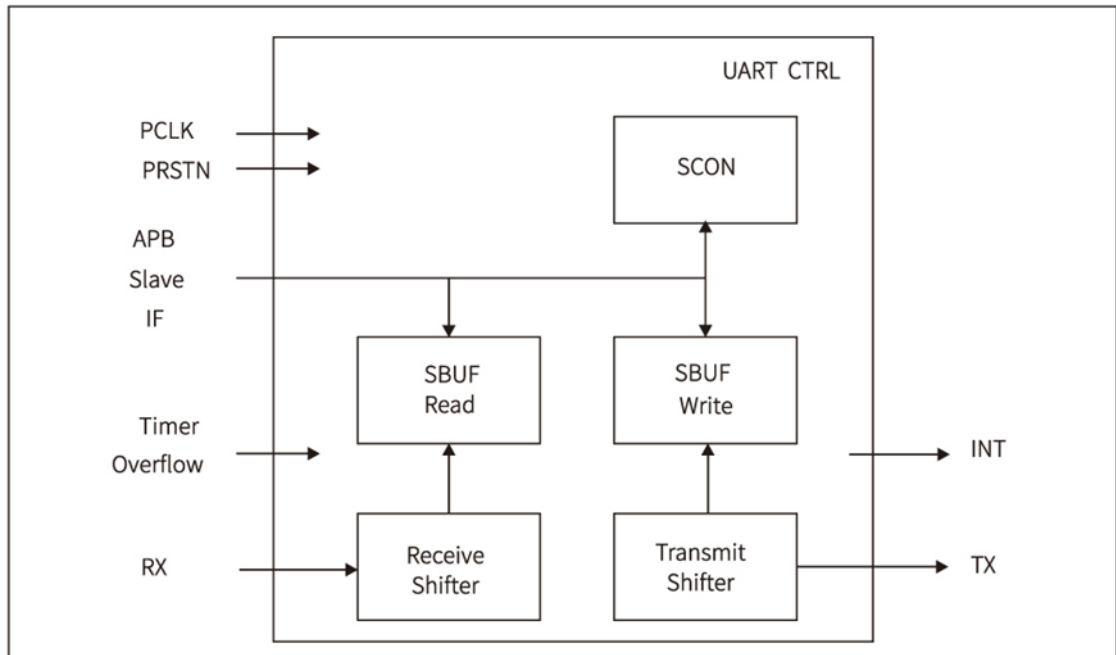 UART CTRL
PCLK
PRSTN
SCON
APB
Slave
IF
SBUF
Read
SBUF
Write
Timer
Overflow
INT
RX
Receive
Shifter
Transmit
Shifter
TX